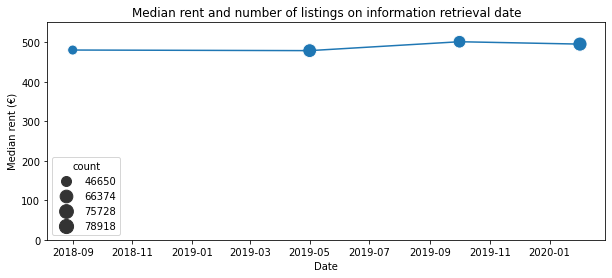 Median rent and number of listings on information retrieval date
500
400
300
200
100
0
Median rent (€)
count
46650
66374
75728
78918
2018-09 2018-11 2019-01 2019-03 2019-05 2019-07 2019-09 2019-11 2020-01
Date